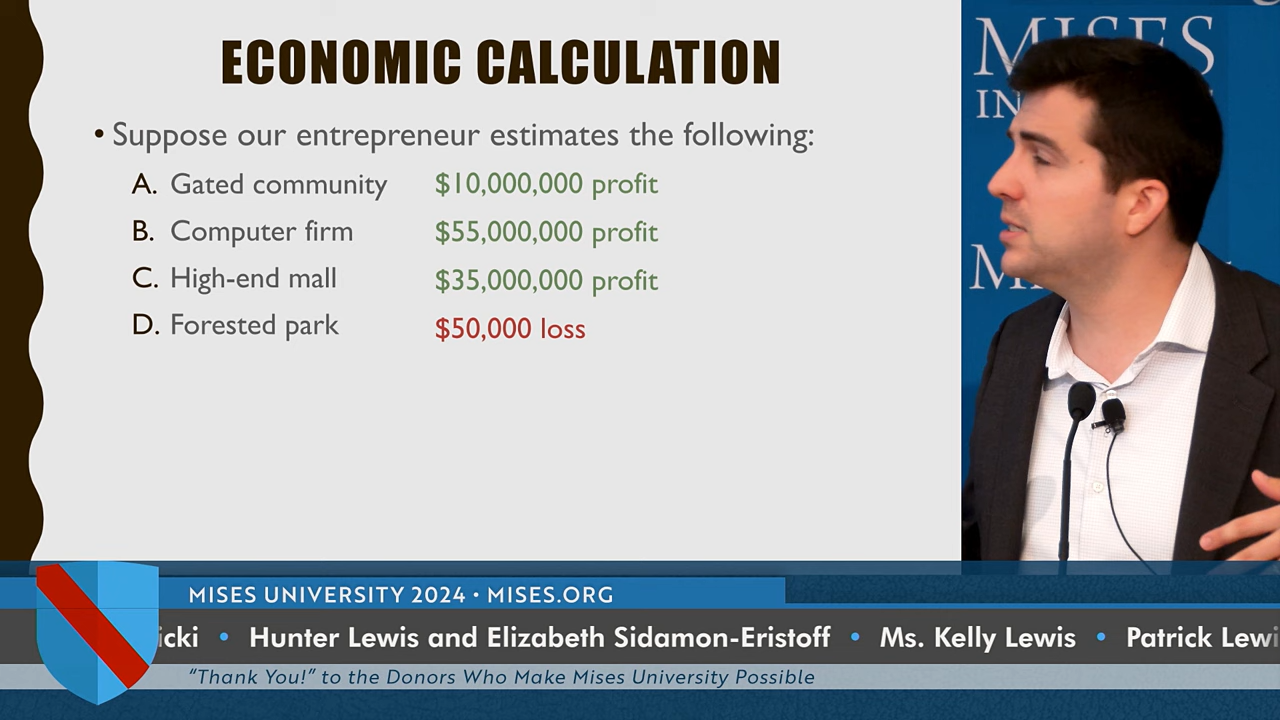 ECONOMIC CALCULATION
• Suppose our entrepreneur estimates the following:
A. Gated community $10,000,000 profit
B. Computer firm $55,000,000 profit
C. High-end mall $35,000,000 profit
D. Forested park $50,000 loss
MISES
IN
M
MISES UNIVERSITY 2024 • MISES.ORG
icki • Hunter Lewis and Elizabeth Sidamon-Eristoff • Ms. Kelly Lewis • Patrick Lewi
“Thank You!” to the Donors Who Make Mises University Possible